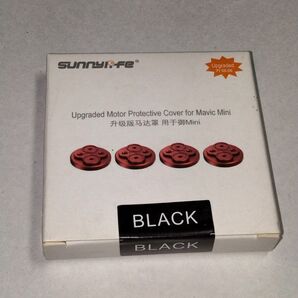 sunnylife
Upgraded
Upgraded Motor Protective Cover for Mavic Mini
升级版马达罩 用于御Mini
BLACK
BLACK